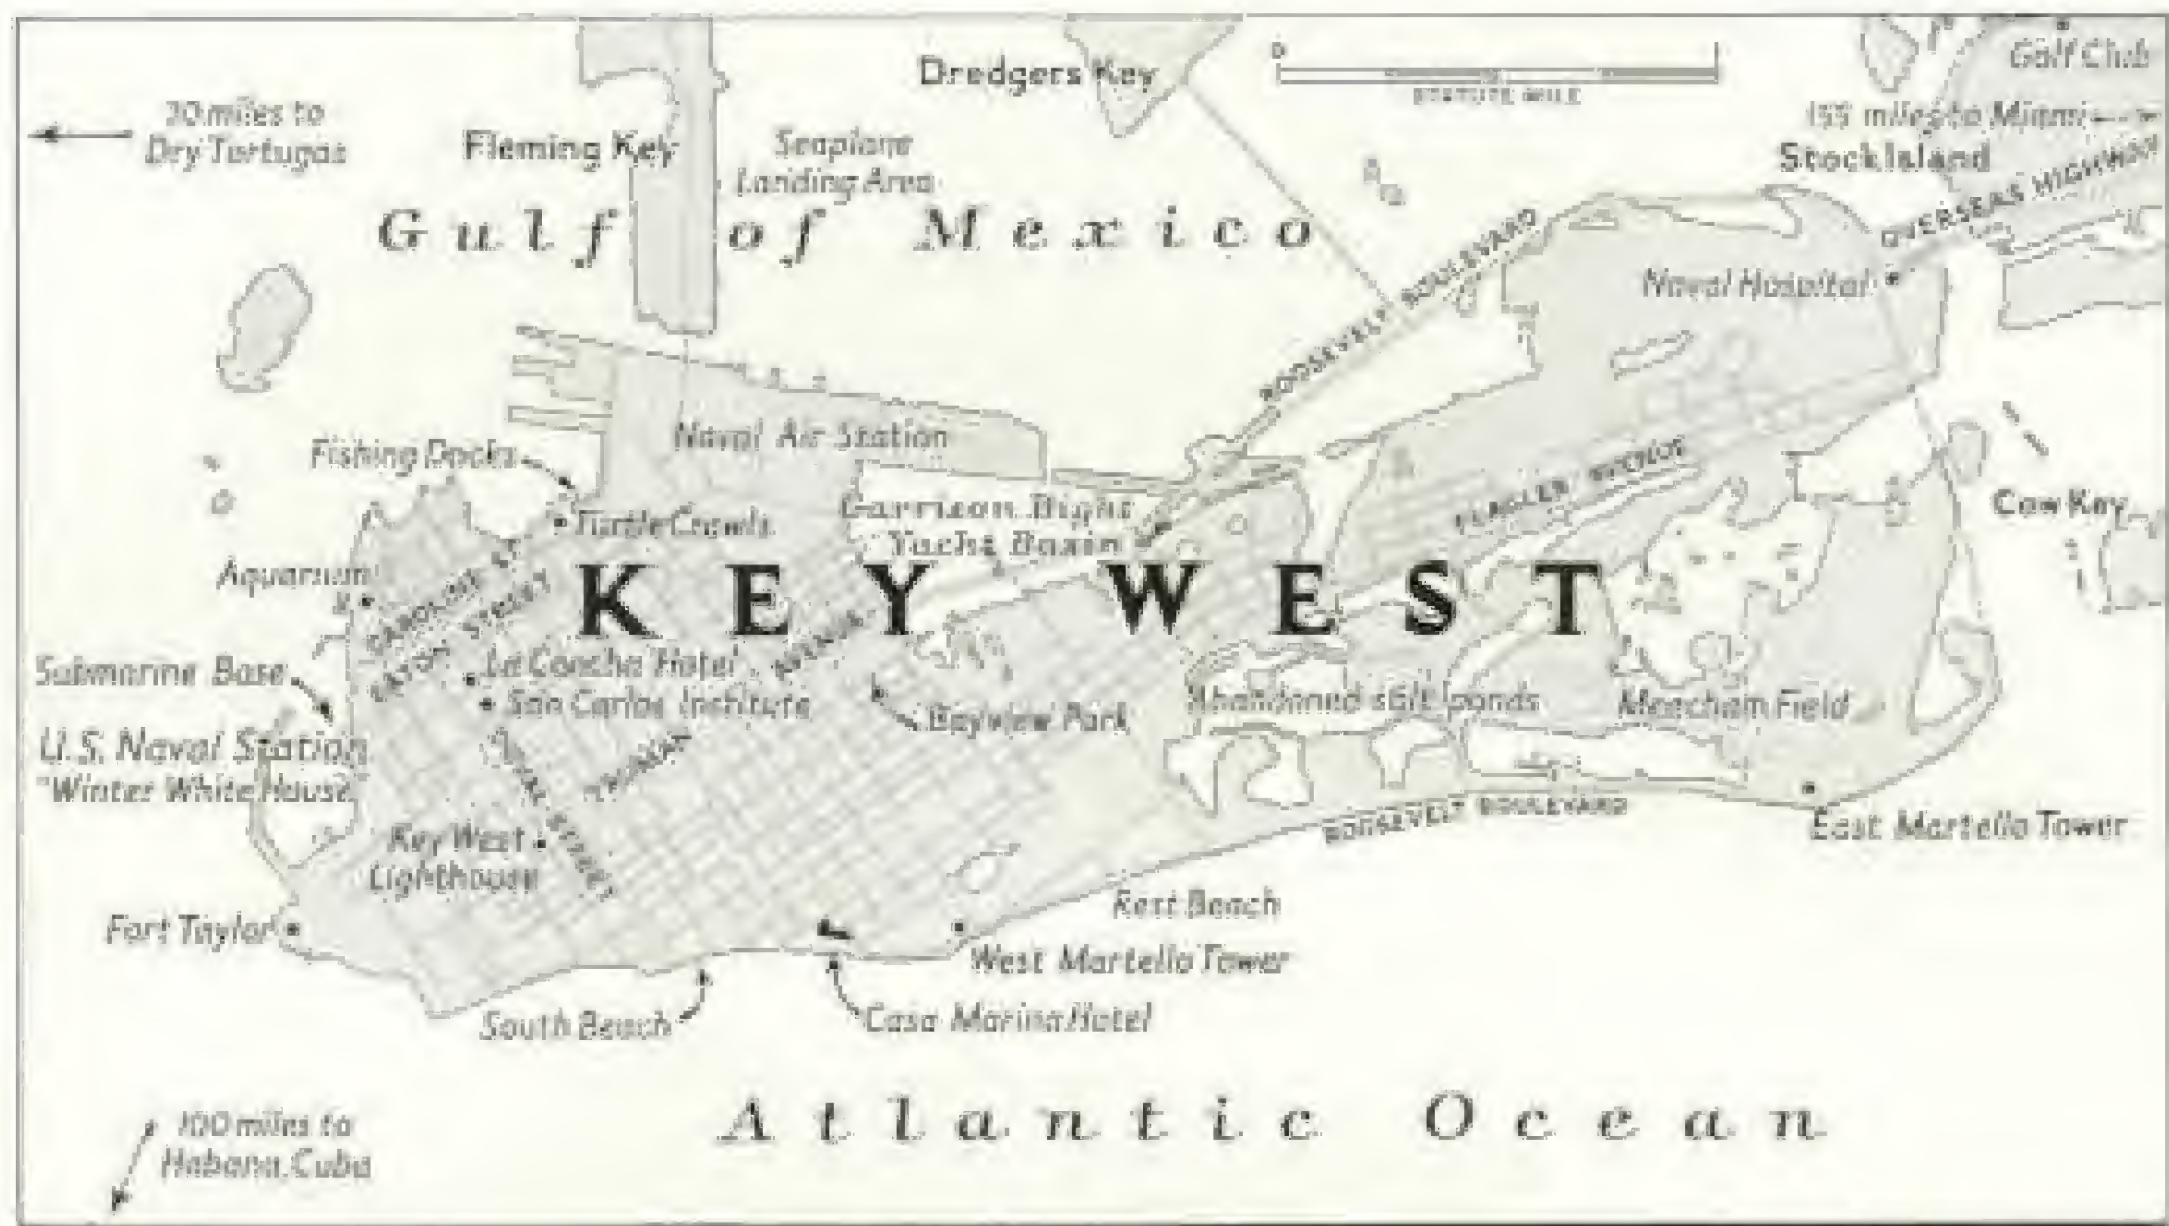 Golf Club
0
Dredgers Key
STATUTE MILE
70 miles to
Dry Tortugas
155 miles to Miami
Fleming Key
Seaplane
Landing Area
Stock Island
OVERSEAS HIGHWAY
Gulf of Mexico
ROOSEVELT BOULEVARD
Naval Hospital
Naval Air Station
Fishing Docks
FLAGLER AVENUE
Garrison Bight
Yacht Basin
Cow Key
Turtle Crawls
Aquarium
CAROLINE ST.
EATON STREET
KEY WEST
La Concha Hotel
San Carlos Institute
TRUMAN AVENUE
Submarine Base
Bayview Park
Abandoned salt ponds
Meacham Field
U.S. Naval Station
"Winter White House"
DUVAL STREET
ROOSEVELT BOULEVARD
East Martello Tower
Key West
Lighthouse
Fort Taylor
Rest Beach
West Martello Tower
South Beach
Casa Marina Hotel
Atlantic Ocean
100 miles to
Habana, Cuba